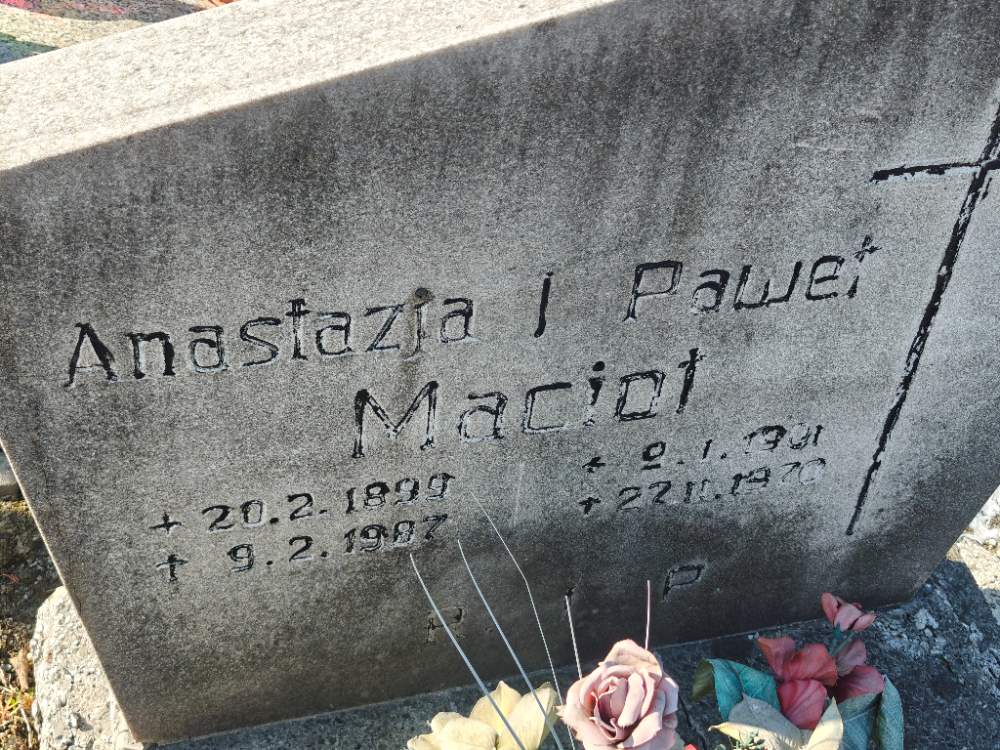 Anastazja i Paweł
Macioł
+ 20.2.1899
+ 9.2.1987
+ 9.1.1901
+ 22.11.1970
R. I. P